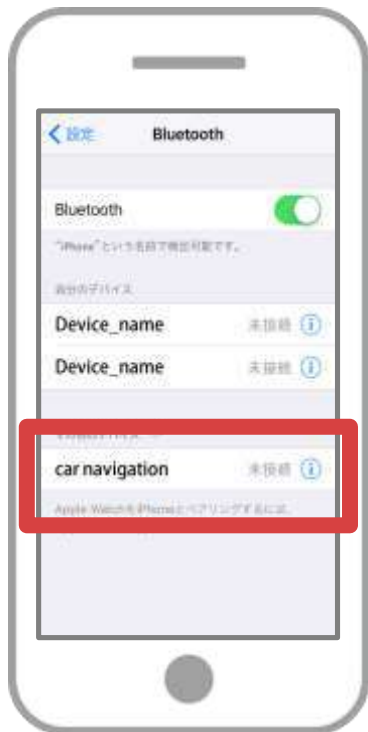 設定 Bluetooth
Bluetooth
"iPhone"という名前で検出可能です。
自分のデバイス
Device_name 未接続
Device_name 未接続
car navigation 未接続
Apple WatchをiPhoneとペアリングするには、